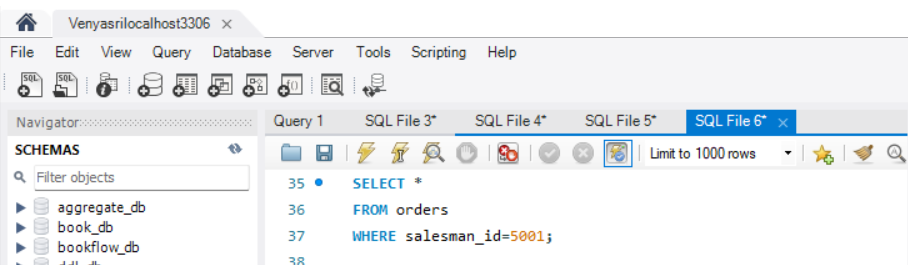 Venyasrilocalhost3306 ×
File Edit View Query Database Server Tools Scripting Help
SQL SQL
Navigator
Query 1 SQL File 3* SQL File 4* SQL File 5* SQL File 6* ×
SCHEMAS
Limit to 1000 rows
Filter objects
35 SELECT *
aggregate_db
36 FROM orders
book_db
37 WHERE salesman_id=5001;
bookflow_db
38